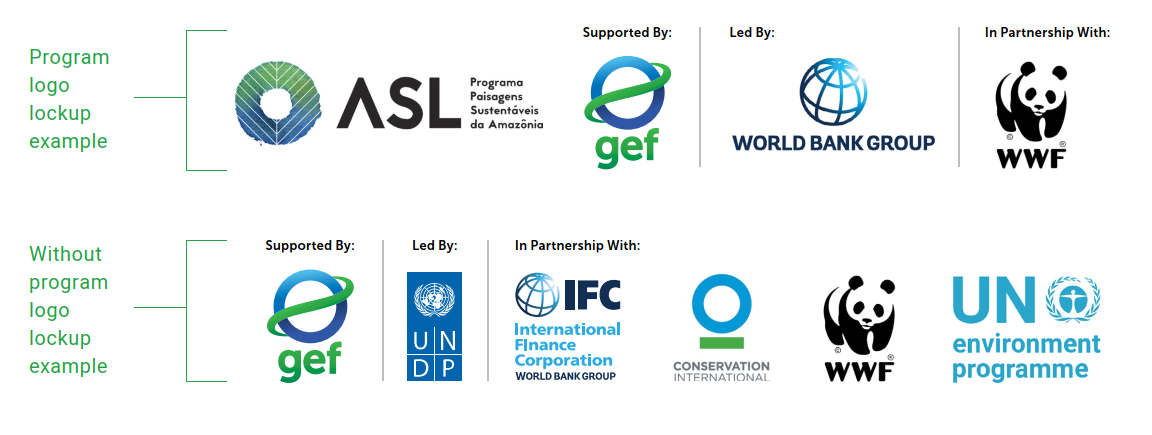 Program
logo
lockup
example
ASL
Programa
Paisagens
Sustentáveis
da Amazônia
Supported By:
gef
Led By:
WORLD BANK GROUP
In Partnership With:
©
WWF
®
Without
program
logo
lockup
example
Supported By:
gef
Led By:
U N
D P
In Partnership With:
IFC
International
Finance
Corporation
WORLD BANK GROUP
CONSERVATION
INTERNATIONAL
©
WWF
®
UN
environment
programme